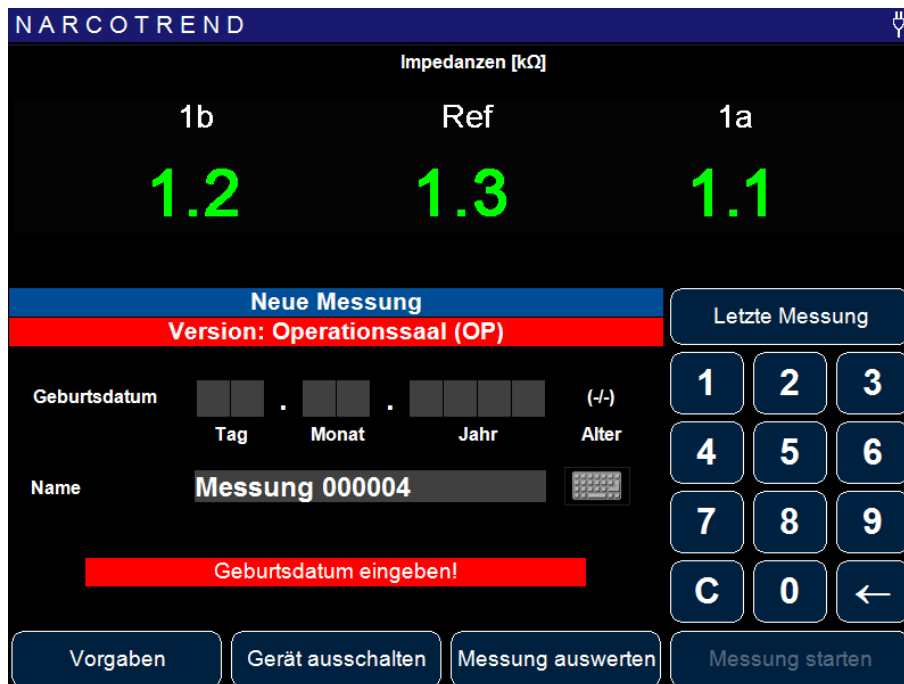 NARCOTREND
Impedanzen [kΩ]
1b Ref 1a
1.2 1.3 1.1
Neue Messung
Version: Operationssaal (OP)
Letzte Messung
Geburtsdatum . . (-/-)
Tag Monat Jahr Alter
Name Messung 000004
Geburtsdatum eingeben!
1 2 3
4 5 6
7 8 9
C 0 ←
Vorgaben Gerät ausschalten Messung auswerten Messung starten